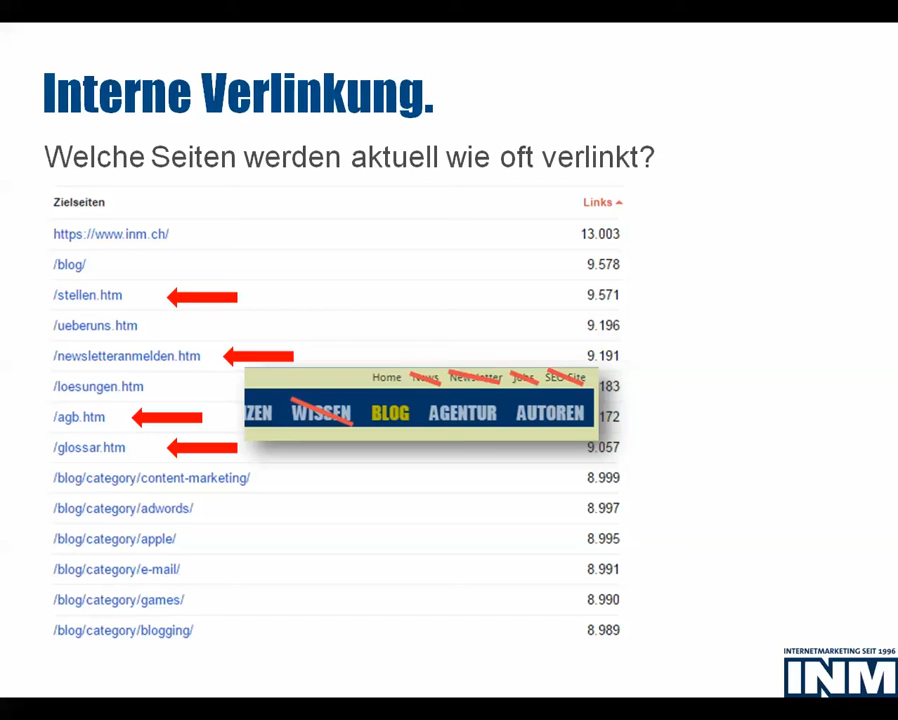 Interne Verlinkung.
Welche Seiten werden aktuell wie oft verlinkt?
Zielseiten Links
https://www.inm.ch/ 13.003
/blog/ 9.578
/stellen.htm 9.571
/ueberuns.htm 9.196
/newsletteranmelden.htm 9.191
Home News Newsletter Jobs SEO Site
/loesungen.htm 183
ZEN WISSEN BLOG AGENTUR AUTOREN
/agb.htm 172
/glossar.htm 9.057
/blog/category/content-marketing/ 8.999
/blog/category/adwords/ 8.997
/blog/category/apple/ 8.995
/blog/category/e-mail/ 8.991
/blog/category/games/ 8.990
/blog/category/blogging/ 8.989
INTERNETMARKETING SEIT 1996
INM